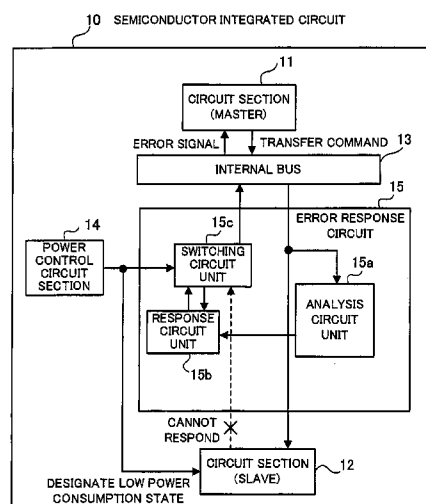 10 SEMICONDUCTOR INTEGRATED CIRCUIT
11
CIRCUIT SECTION
(MASTER)
ERROR SIGNAL
TRANSFER COMMAND
13
INTERNAL BUS
15
ERROR RESPONSE
CIRCUIT
14
POWER
CONTROL
CIRCUIT
SECTION
15c
SWITCHING
CIRCUIT
UNIT
15a
ANALYSIS
CIRCUIT
UNIT
RESPONSE
CIRCUIT
UNIT
15b
CANNOT
RESPOND
12
CIRCUIT SECTION
(SLAVE)
DESIGNATE LOW POWER
CONSUMPTION STATE